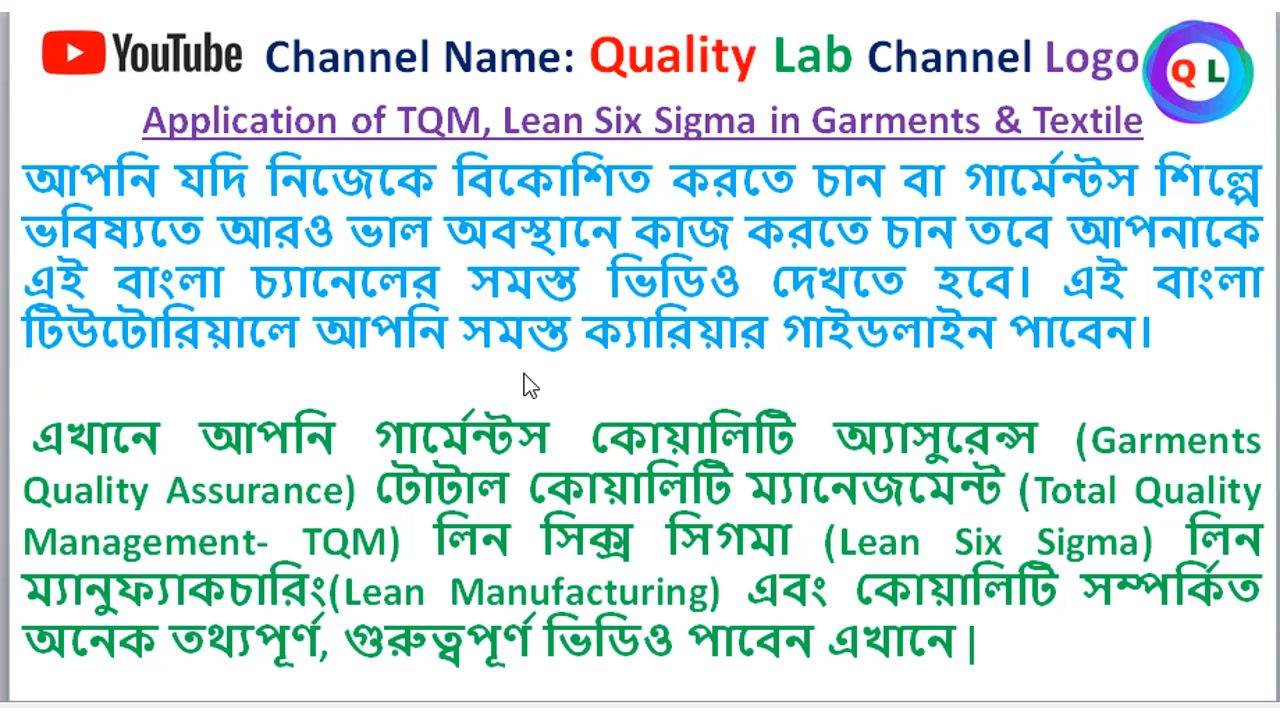 YouTube Channel Name: Quality Lab Channel Logo Q L
Application of TQM, Lean Six Sigma in Garments & Textile
আপনি যদি নিজেকে বিকোশিত করতে চান বা গার্মেন্টস শিল্পে
ভবিষ্যতে আরও ভাল অবস্থানে কাজ করতে চান তবে আপনাকে
এই বাংলা চ্যানেলের সমস্ত ভিডিও দেখতে হবে। এই বাংলা
টিউটোরিয়ালে আপনি সমস্ত ক্যারিয়ার গাইডলাইন পাবেন।
এখানে আপনি গার্মেন্টস কোয়ালিটি অ্যাসুরেন্স (Garments
Quality Assurance) টোটাল কোয়ালিটি ম্যানেজমেন্ট (Total Quality
Management- TQM) লিন সিক্স সিগমা (Lean Six Sigma) লিন
ম্যানুফ্যাকচারিং(Lean Manufacturing) এবং কোয়ালিটি সম্পর্কিত
অনেক তথ্যপূর্ণ, গুরুত্বপূর্ণ ভিডিও পাবেন এখানে|